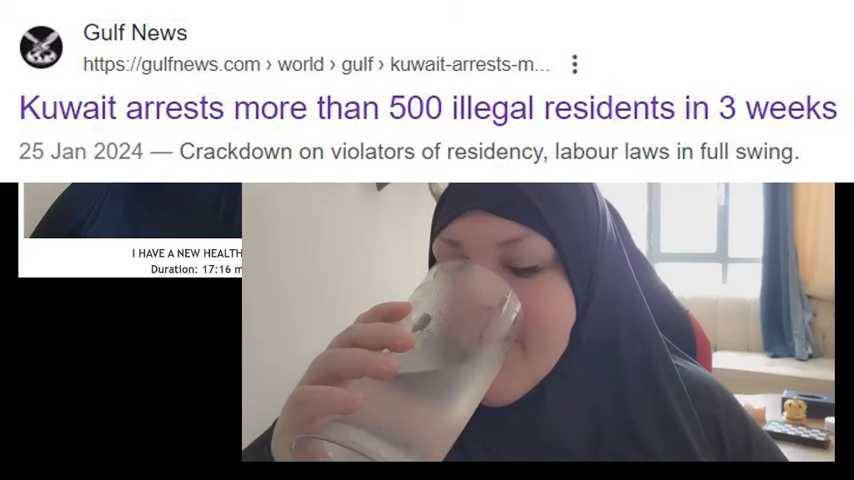 Gulf News
https://gulfnews.com › world › gulf › kuwait-arrests-m...
Kuwait arrests more than 500 illegal residents in 3 weeks
25 Jan 2024 — Crackdown on violators of residency, labour laws in full swing.
I HAVE A NEW HEALTH
Duration: 17:16 m